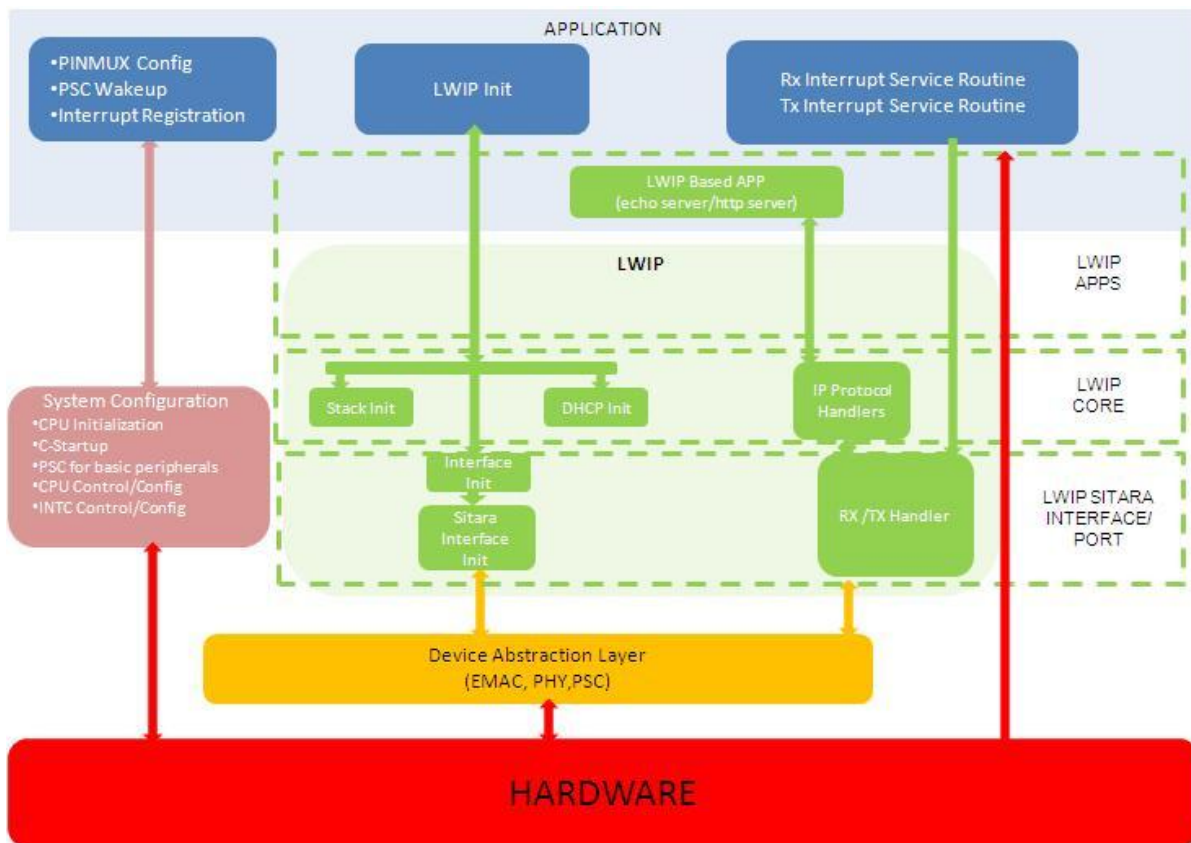 APPLICATION
•PINMUX Config
•PSC Wakeup
•Interrupt Registration
LWIP Init
Rx Interrupt Service Routine
Tx Interrupt Service Routine
LWIP Based APP
(echo server/http server)
LWIP
LWIP
APPS
Stack Init
DHCP Init
IP Protocol
Handlers
LWIP
CORE
System Configuration
•CPU Initialization
•C-Startup
•PSC for basic peripherals
•CPU Control/Config
•INTC Control/Config
Interface
Init
Sitara
Interface
Init
RX /TX Handler
LWIP SITARA
INTERFACE/
PORT
Device Abstraction Layer
(EMAC, PHY,PSC)
HARDWARE